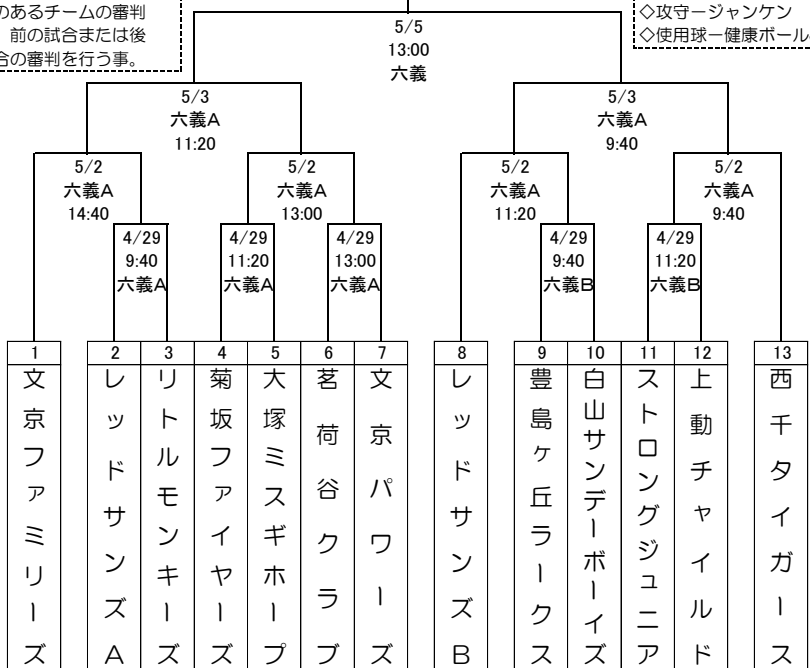 のあるチームの審判
前の試合または後
合の審判を行う事。
◇攻守ージャンケン
◇使用球ー健康ボール
5/5
13:00
六義
5/3
六義A
11:20
5/3
六義A
9:40
5/2
六義A
14:40
5/2
六義A
13:00
5/2
六義A
11:20
5/2
六義A
9:40
4/29
9:40
六義A
4/29
11:20
六義A
4/29
13:00
六義A
4/29
9:40
六義B
4/29
11:20
六義B
1
文京ファミリーズ
2
レッドサンズA
3
リトルモンキーズ
4
菊坂ファイヤーズ
5
大塚ミスギホープ
6
茗荷谷クラブ
7
文京パワーズ
8
レッドサンズB
9
豊島ヶ丘ラークス
10
白山サンデーボーイズ
11
ストロングジュニア
12
上動チャイルド
13
西千タイガース